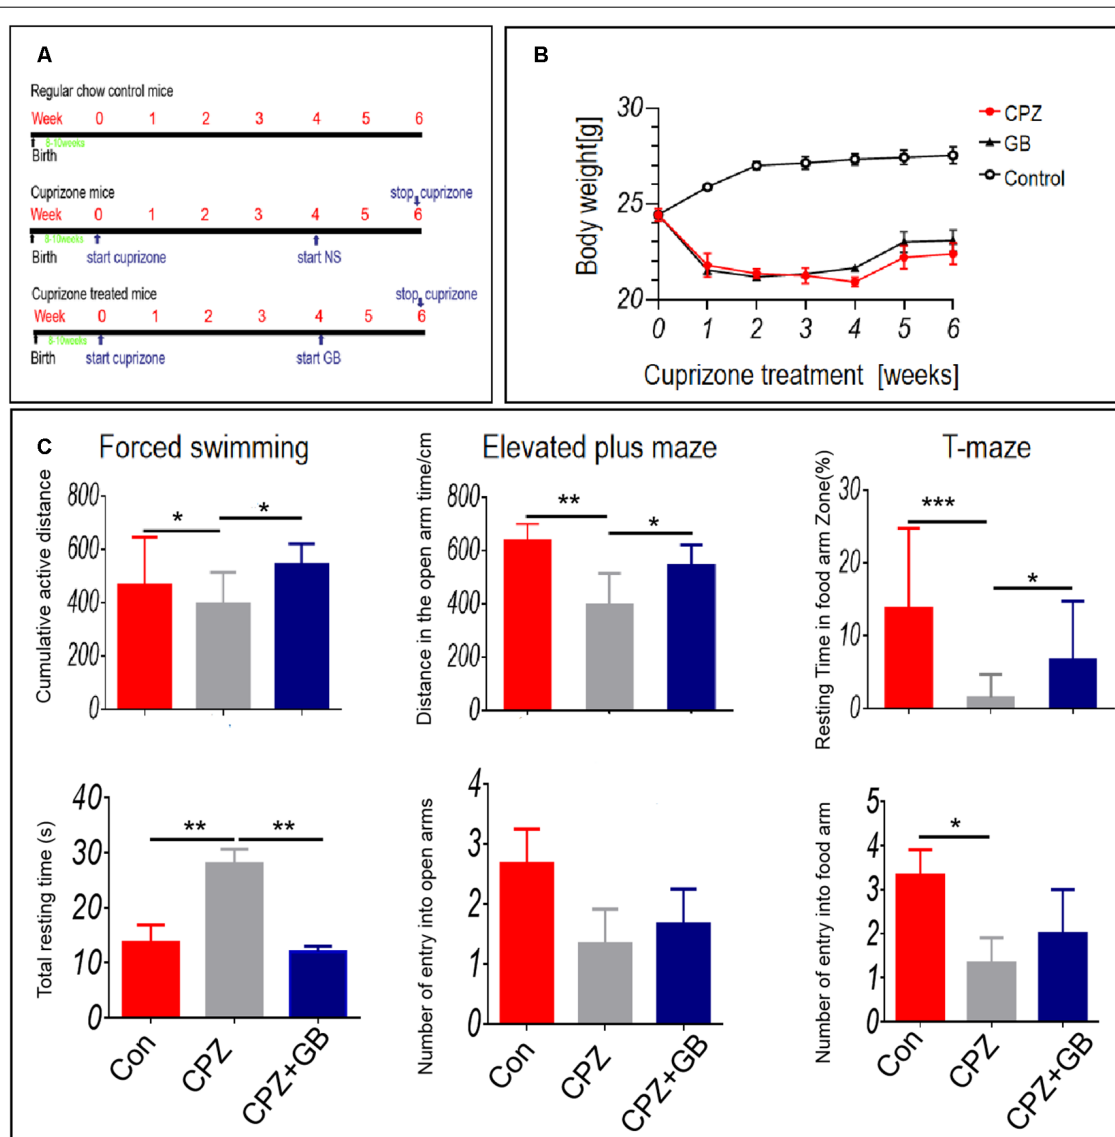 A
Regular chow control mice
Week 0 1 2 3 4 5 6
8-10weeks
Birth
Cuprizone mice
stop cuprizone
Week 0 1 2 3 4 5 6
8-10weeks
Birth start cuprizone start NS
Cuprizone treated mice
stop cuprizone
Week 0 1 2 3 4 5 6
8-10weeks
Birth start cuprizone start GB
B
Body weight[g]
30
25
20
0 1 2 3 4 5 6
Cuprizone treatment [weeks]
CPZ
GB
Control
C
Forced swimming
Cumulative active distance
800
600
400
200
0
* *
Elevated plus maze
Distance in the open arm time/cm
800
600
400
200
0
** *
T-maze
Resting Time in food arm Zone(%)
30
20
10
0
*** *
Total resting time (s)
40
30
20
10
0
** **
Con CPZ CPZ+GB
Number of entry into open arms
4
3
2
1
0
Con CPZ CPZ+GB
Number of entry into food arm
5
4
3
2
1
0
*
Con CPZ CPZ+GB